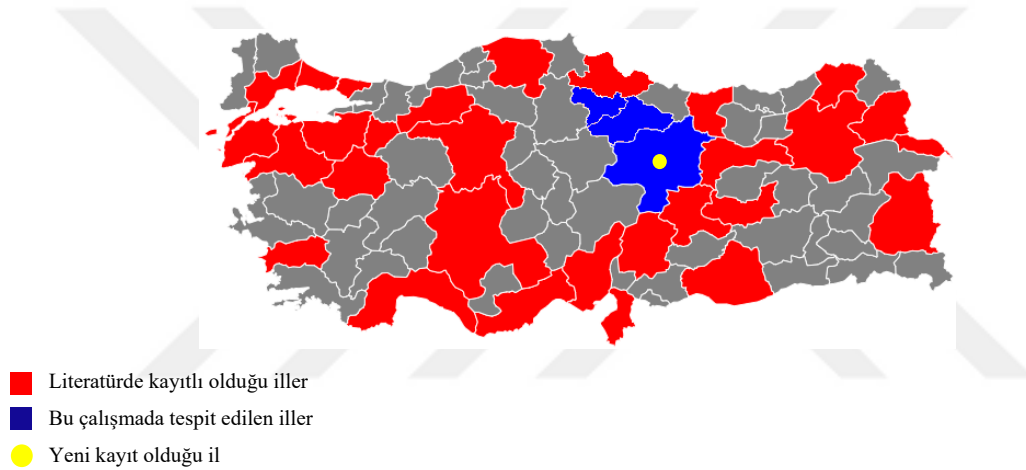 Literatürde kayıtlı olduğu iller
Bu çalışmada tespit edilen iller
Yeni kayıt olduğu il